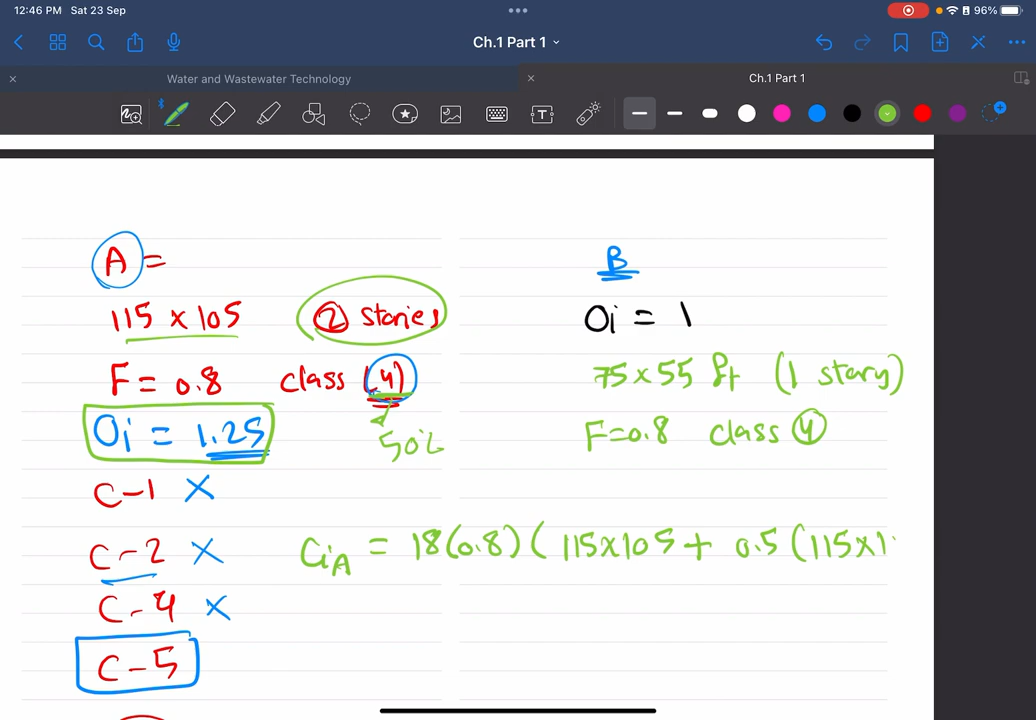 12:46 PM Sat 23 Sep
96%
Ch.1 Part 1
Water and Wastewater Technology
Ch.1 Part 1
A =
115 x 105 2 stories
F = 0.8 class (4)
Oi = 1.25
50%
C-1 X
C-2 X
C-4 X
C-5
B
Oi = 1
75 x 55 ft (1 story)
F=0.8 class 4
CiA = 18(0.8)( 115x105 + 0.5 (115x1